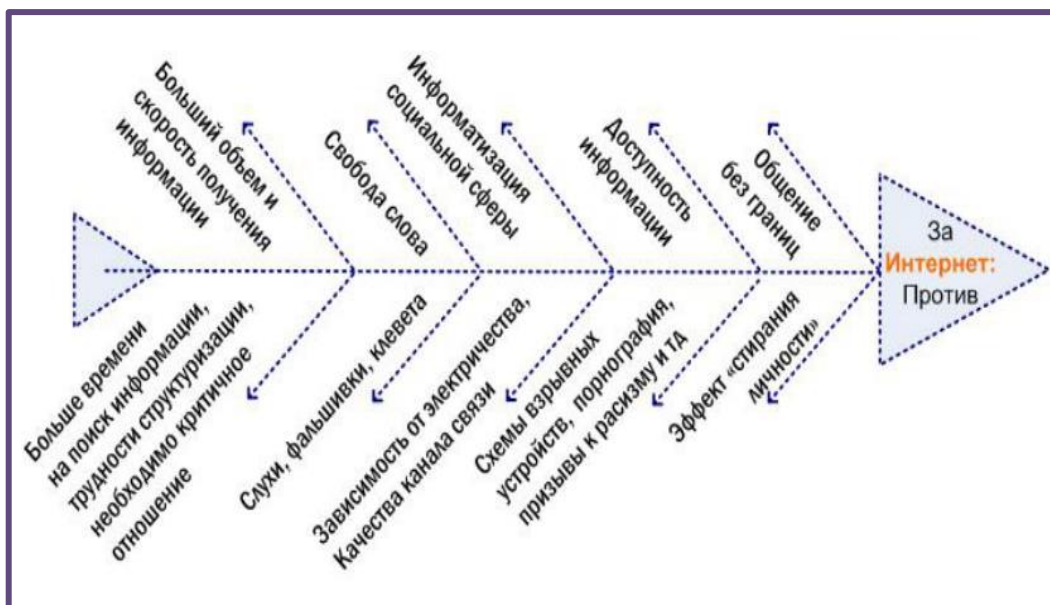 Больший объем и
скорость получения
информации
Свобода слова
Информатизация
социальной сферы
Доступность
информации
Общение
без границ
За
Интернет:
Против
Больше времени
на поиск информации,
трудности структуризации,
необходимо критичное
отношение
Слухи, фальшивки, клевета
Зависимость от электричества,
Качества канала связи
Схемы взрывных
устройств, порнография,
призывы к расизму и тд
Эффект «стирания
личности»